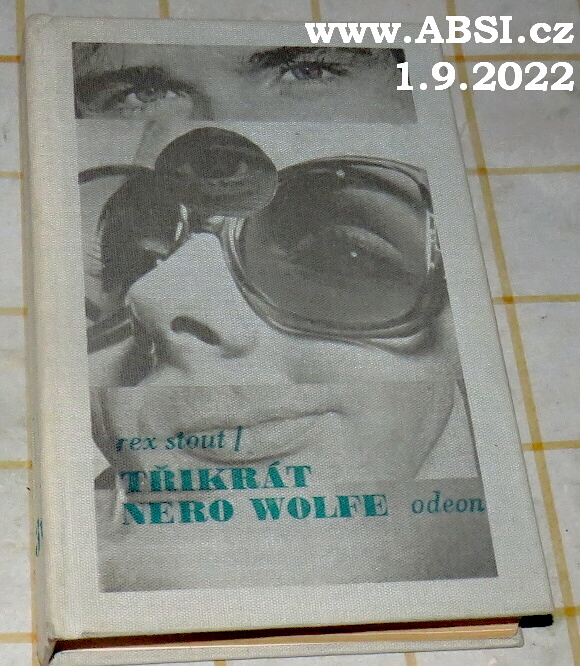 www.ABSI.cz
1.9.2022
rex stout /
TŘIKRÁT
NERO WOLFE odeon